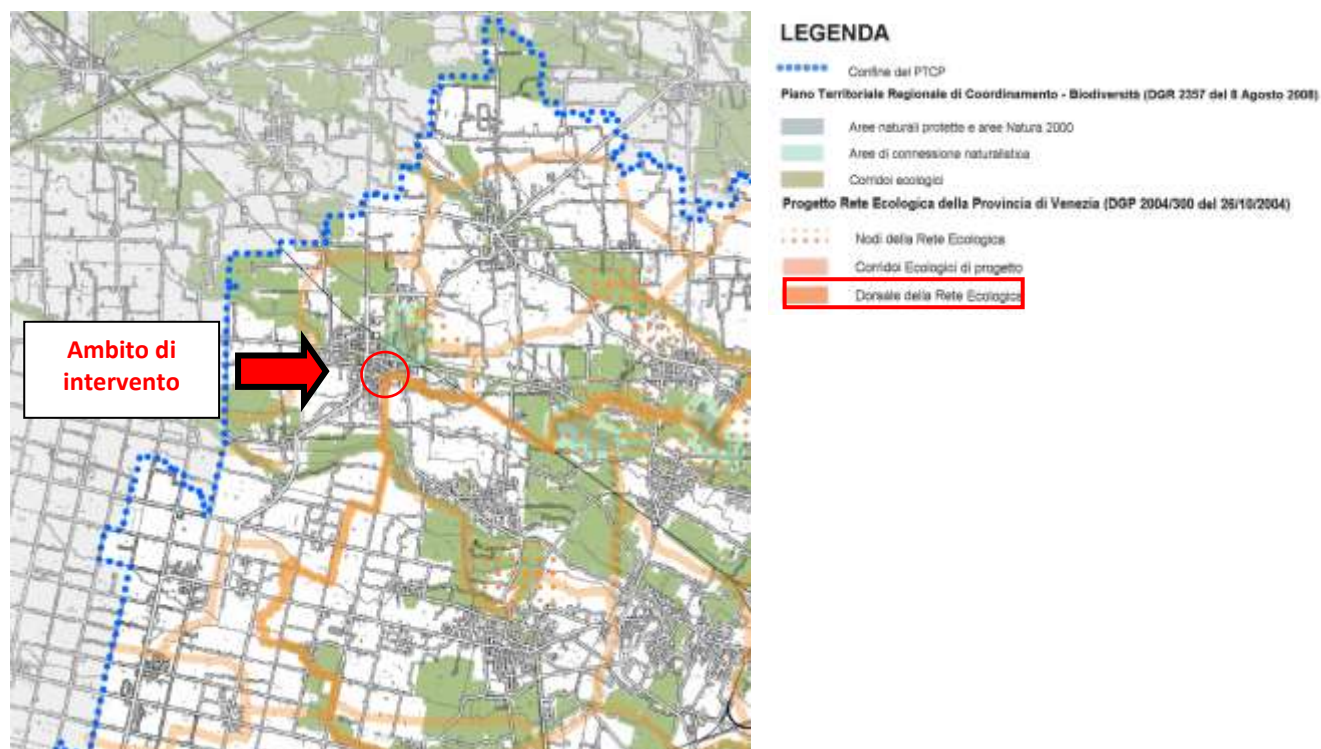 Ambito di
intervento
LEGENDA
Confine del PTCP
Piano Territoriale Regionale di Coordinamento - Biodiversità (DGR 2357 del 8 Agosto 2008)
Aree naturali protette e aree Natura 2000
Aree di connessione naturalistica
Corridoi ecologici
Progetto Rete Ecologica della Provincia di Venezia (DGP 2004/300 del 26/10/2004)
Nodi della Rete Ecologica
Corridoi Ecologici di progetto
Dorsale della Rete Ecologica